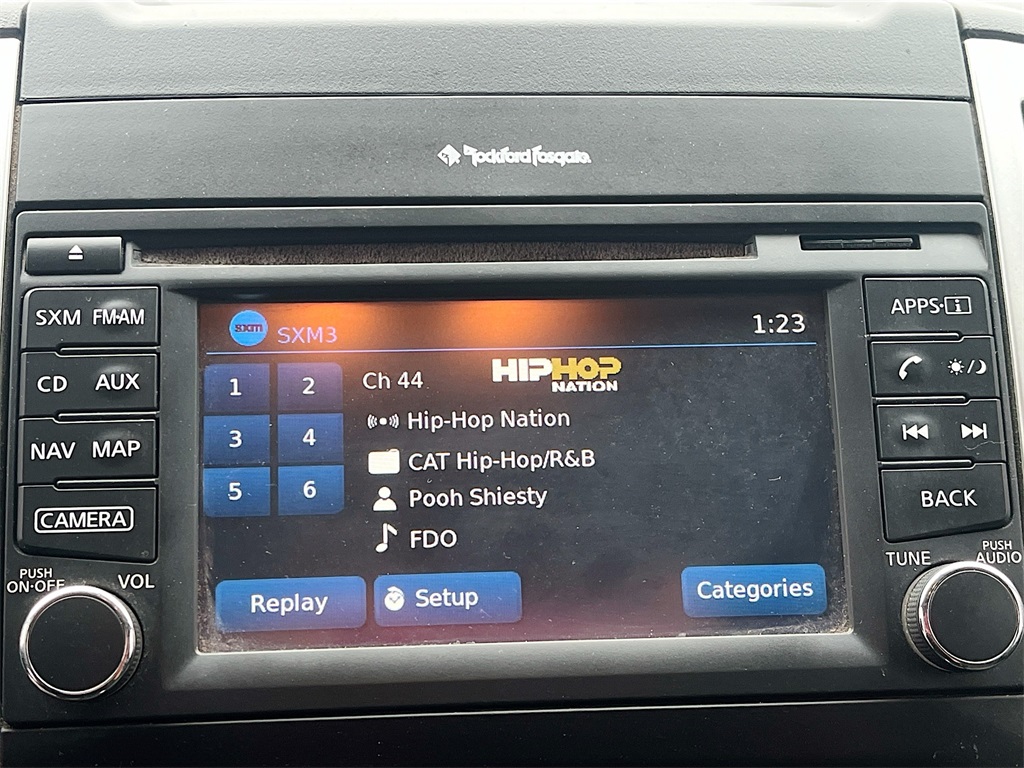 Rockford Fosgate
SXM FM·AM
CD AUX
NAV MAP
CAMERA
PUSH
ON·OFF VOL
sxm SXM3 1:23
1 2
3 4
5 6
Ch 44
HIPHOP
NATION
Hip-Hop Nation
CAT Hip-Hop/R&B
Pooh Shiesty
FDO
Replay Setup Categories
APPS·i
BACK
TUNE PUSH
AUDIO